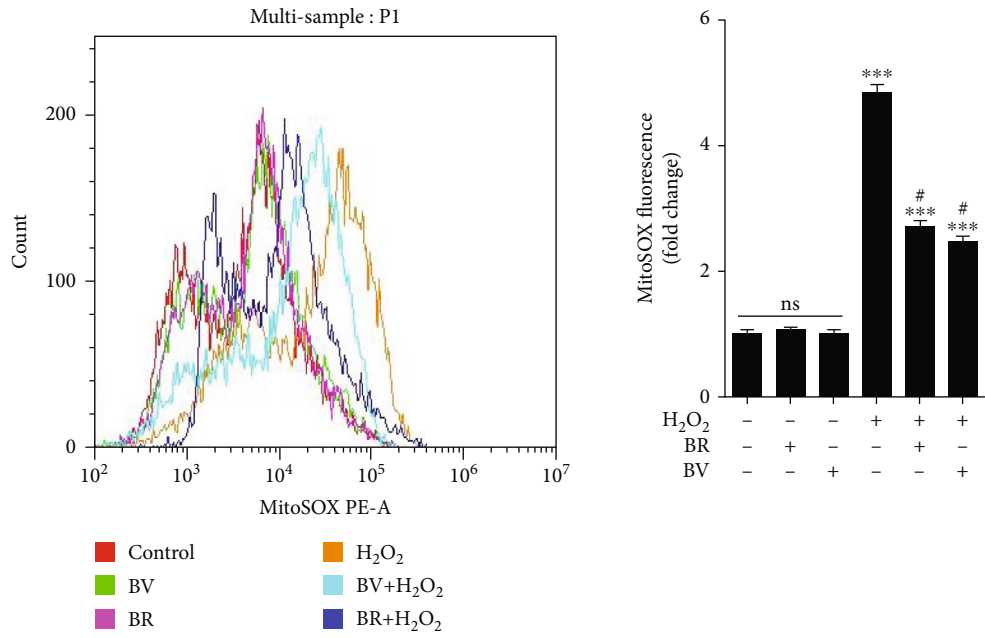 Multi-sample : P1
Count
200
100
0
10² 10³ 10⁴ 10⁵ 10⁶ 10⁷
MitoSOX PE-A
Control
BV
BR
H₂O₂
BV+H₂O₂
BR+H₂O₂
MitoSOX fluorescence
(fold change)
6
4
2
0
ns
***
#
***
#
***
H₂O₂ – – – + + +
BR – + – – + –
BV – – + – – +